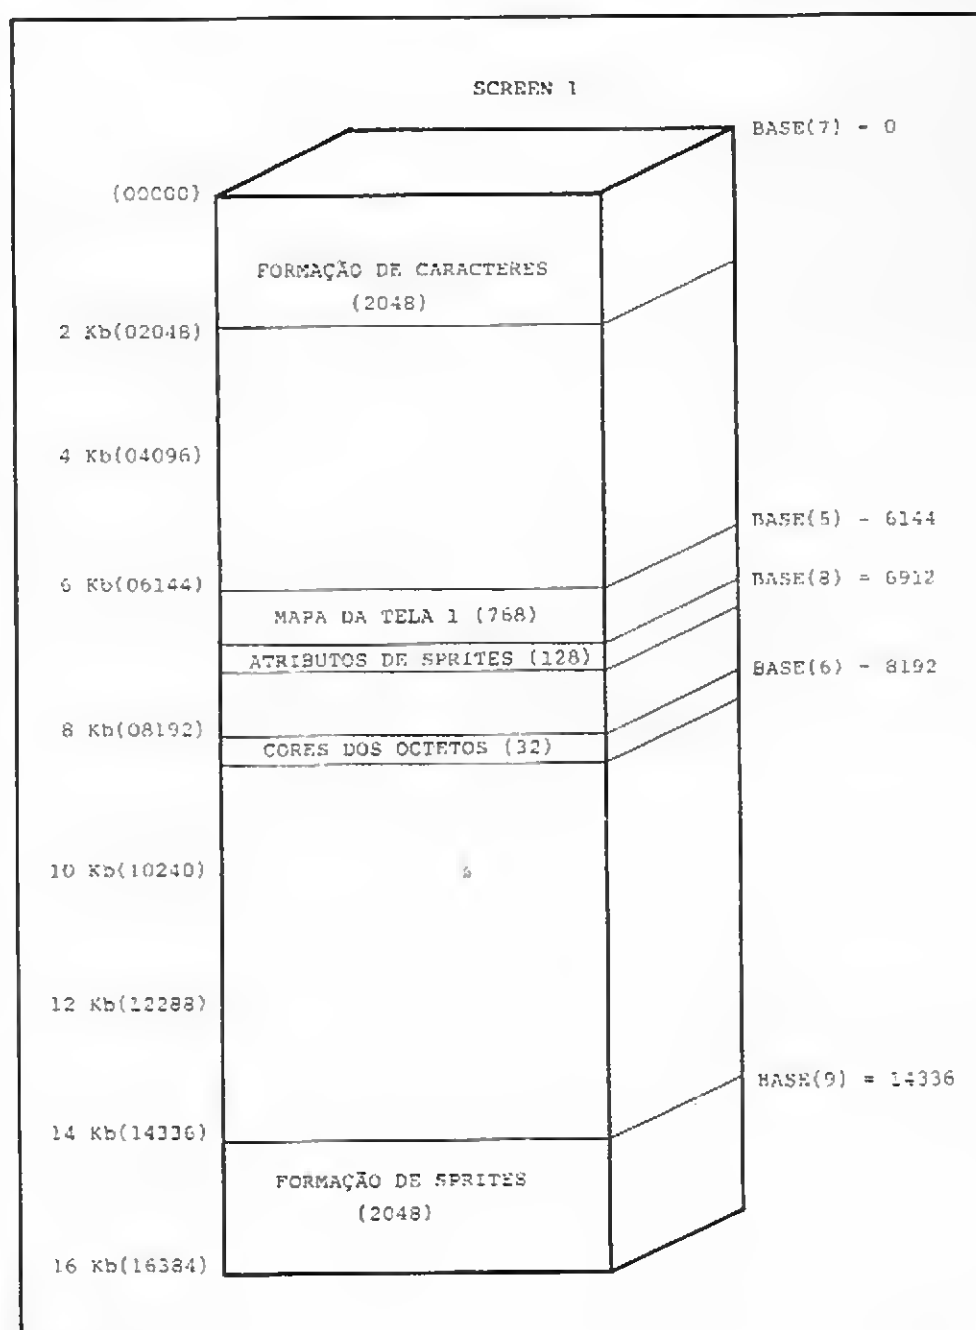 SCREEN 1
BASE(7) - 0
(00000)
FORMAÇÃO DE CARACTERES
(2048)
2 Kb(02048)
4 Kb(04096)
BASE(5) - 6144
6 Kb(06144)
BASE(8) = 6912
MAPA DA TELA 1 (768)
ATRIBUTOS DE SPRITES (128)
BASE(6) - 8192
8 Kb(08192)
CORES DOS OCTETOS (32)
10 Kb(10240)
12 Kb(12288)
BASE(9) = 14336
14 Kb(14336)
FORMAÇÃO DE SPRITES
(2048)
16 Kb(16384)